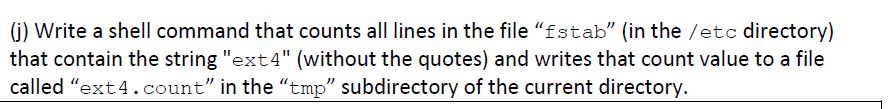 (j) Write a shell command that counts all lines in the file “fstab” (in the /etc directory)
that contain the string "ext4" (without the quotes) and writes that count value to a file
called “ext4.count” in the “tmp” subdirectory of the current directory.